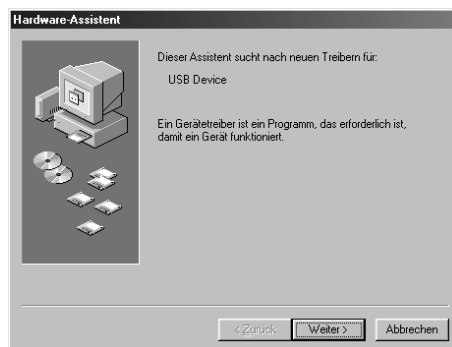 Hardware-Assistent
Dieser Assistent sucht nach neuen Treibern für:
USB Device
Ein Gerätetreiber ist ein Programm, das erforderlich ist,
damit ein Gerät funktioniert.
< Zurück
Weiter >
Abbrechen